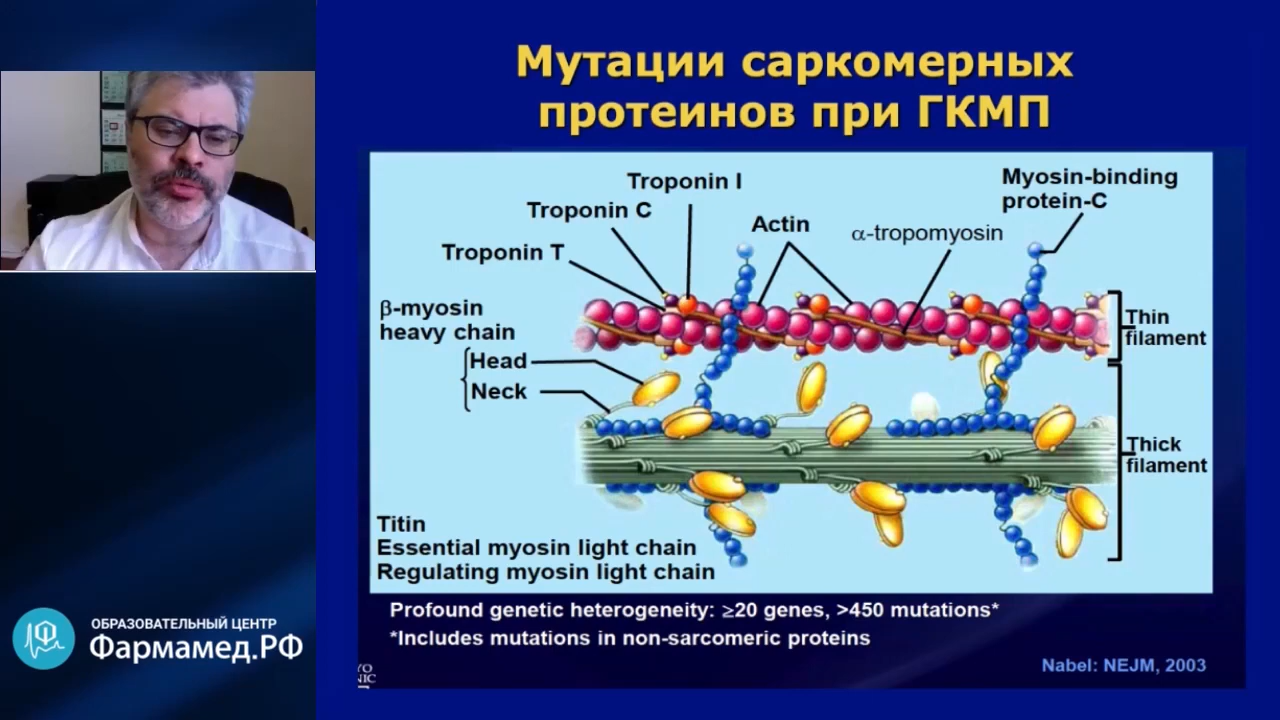 Мутации саркомерных
протеинов при ГКМП
Troponin I
Troponin C
Troponin T
Actin
α-tropomyosin
Myosin-binding
protein-C
β-myosin
heavy chain
Head
Neck
Thin
filament
Thick
filament
Titin
Essential myosin light chain
Regulating myosin light chain
Profound genetic heterogeneity: ≥20 genes, >450 mutations*
*Includes mutations in non-sarcomeric proteins
Nabel: NEJM, 2003
ОБРАЗОВАТЕЛЬНЫЙ ЦЕНТР
Фармамед.РФ